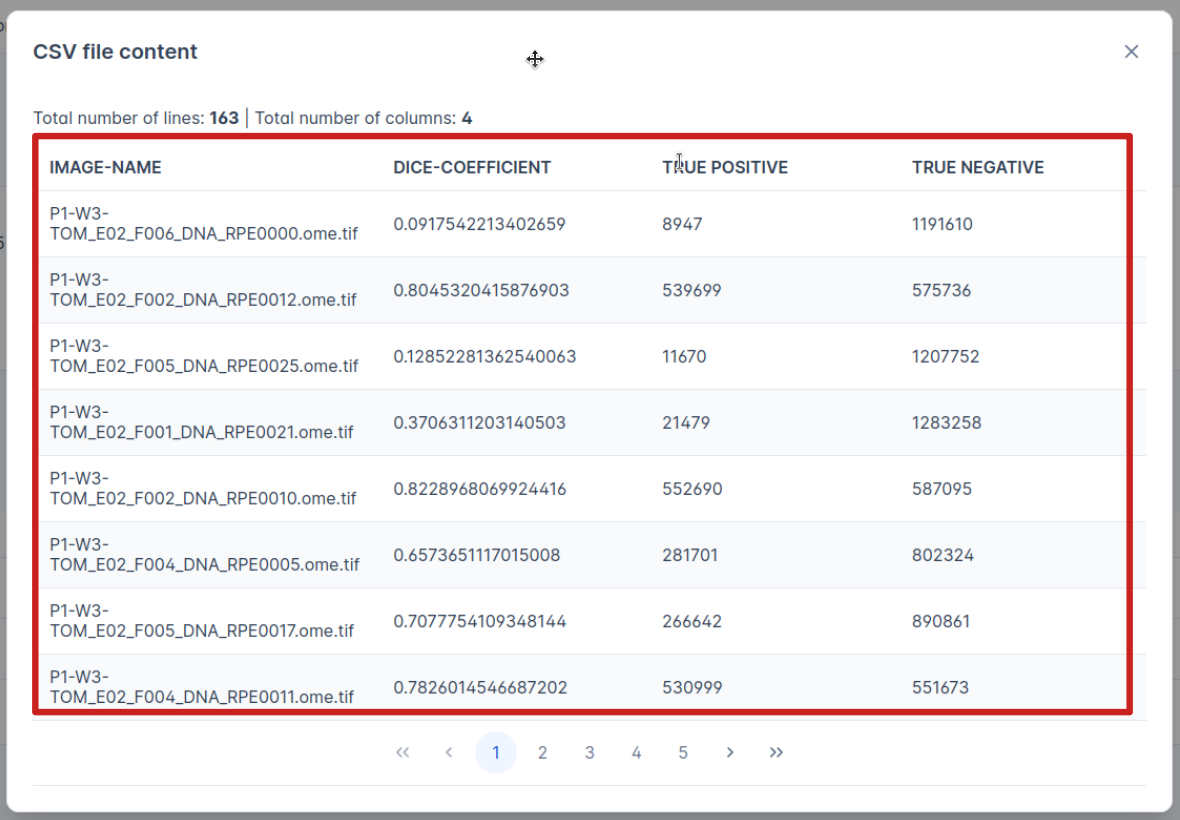 CSV file content
Total number of lines: 163 | Total number of columns: 4
IMAGE-NAME DICE-COEFFICIENT TRUE POSITIVE TRUE NEGATIVE
P1-W3-
TOM_E02_F006_DNA_RPE0000.ome.tif 0.0917542213402659 8947 1191610
P1-W3-
TOM_E02_F002_DNA_RPE0012.ome.tif 0.8045320415876903 539699 575736
P1-W3-
TOM_E02_F005_DNA_RPE0025.ome.tif 0.12852281362540063 11670 1207752
P1-W3-
TOM_E02_F001_DNA_RPE0021.ome.tif 0.3706311203140503 21479 1283258
P1-W3-
TOM_E02_F002_DNA_RPE0010.ome.tif 0.8228968069924416 552690 587095
P1-W3-
TOM_E02_F004_DNA_RPE0005.ome.tif 0.6573651117015008 281701 802324
P1-W3-
TOM_E02_F005_DNA_RPE0017.ome.tif 0.7077754109348144 266642 890861
P1-W3-
TOM_E02_F004_DNA_RPE0011.ome.tif 0.7826014546687202 530999 551673
1 2 3 4 5